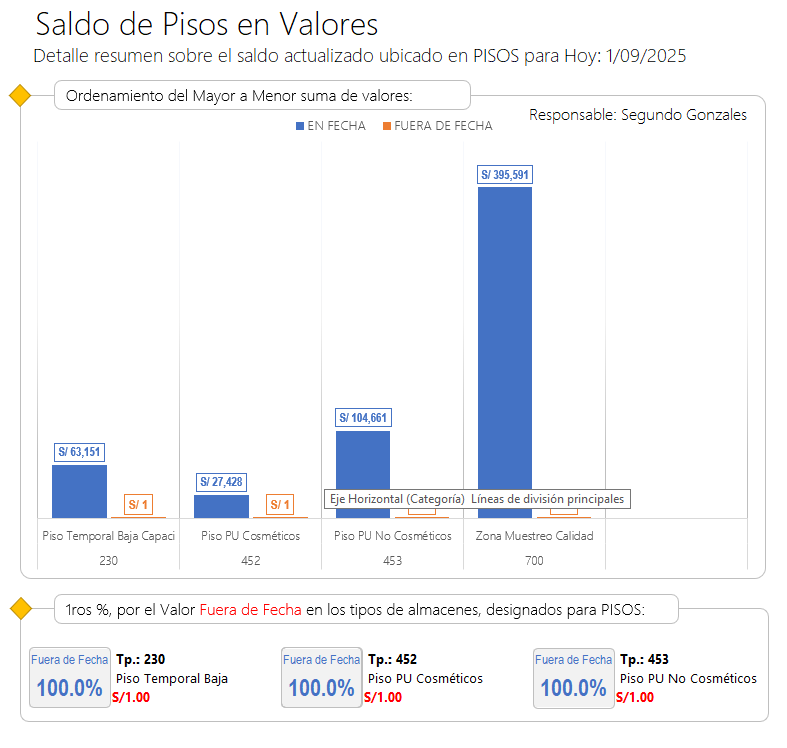 Saldo de Pisos en Valores
Detalle resumen sobre el saldo actualizado ubicado en PISOS para Hoy: 1/09/2025
Ordenamiento del Mayor a Menor suma de valores:
Responsable: Segundo Gonzales
EN FECHA FUERA DE FECHA
S/ 395,591
S/ 104,661
S/ 63,151
S/ 27,428
S/ 1 S/ 1
Eje Horizontal (Categoría) Líneas de división principales
Piso Temporal Baja Capaci Piso PU Cosméticos Piso PU No Cosméticos Zona Muestreo Calidad
230 452 453 700
1ros %, por el Valor Fuera de Fecha en los tipos de almacenes, designados para PISOS:
Fuera de Fecha Tp.: 230
100.0% Piso Temporal Baja
S/1.00
Fuera de Fecha Tp.: 452
100.0% Piso PU Cosméticos
S/1.00
Fuera de Fecha Tp.: 453
100.0% Piso PU No Cosméticos
S/1.00